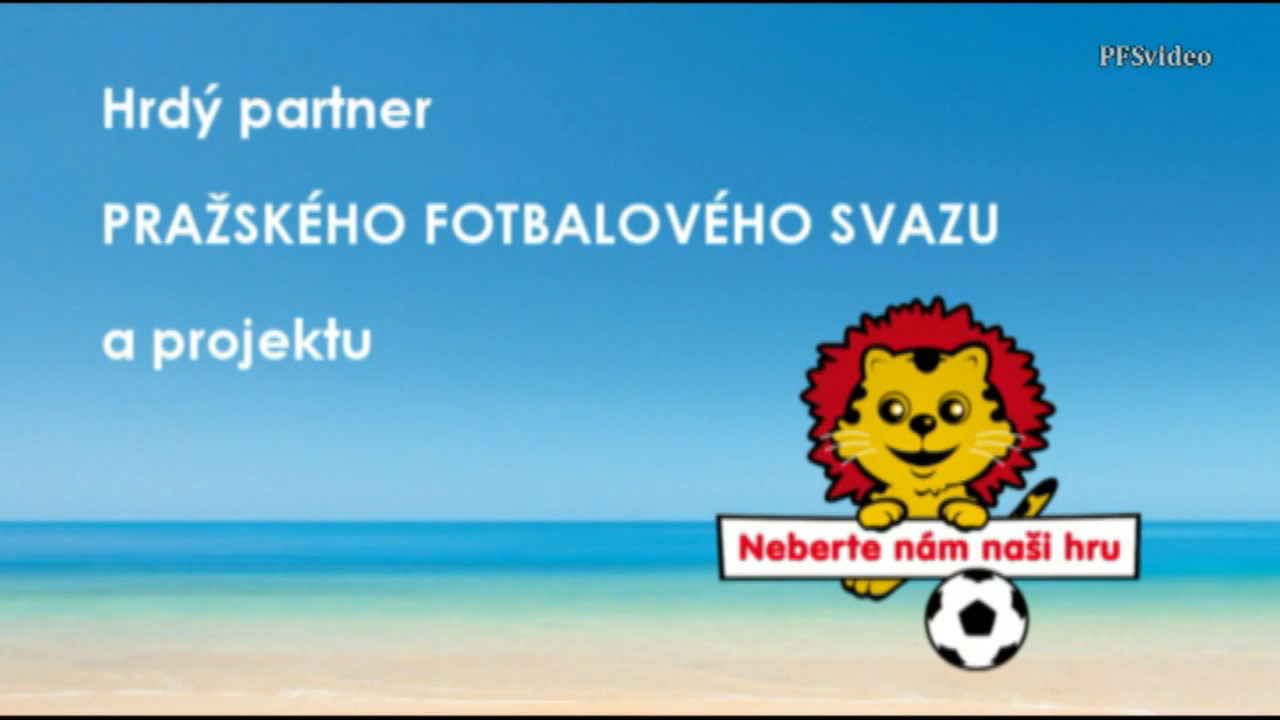 PFSvideo
Hrdý partner
PRAŽSKÉHO FOTBALOVÉHO SVAZU
a projektu
Neberte nám naši hru